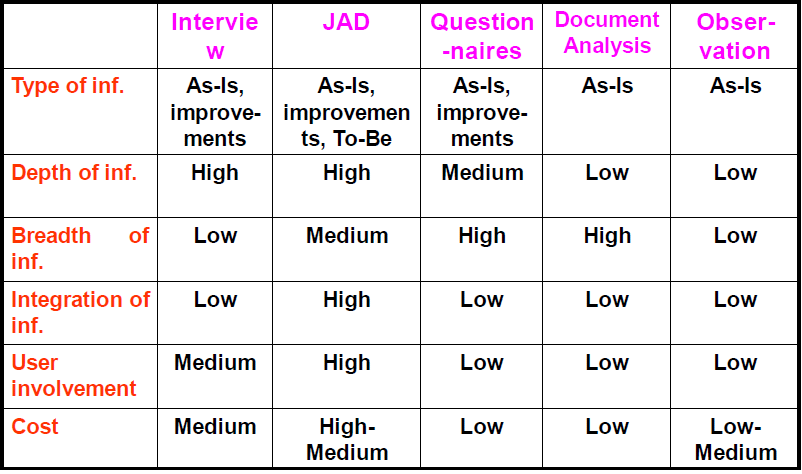 Intervie
w
JAD
Question
-naires
Document
Analysis
Obser-
vation
Type of inf.
As-Is,
improve-
ments
As-Is,
improvemen
ts, To-Be
As-Is,
improve-
ments
As-Is
As-Is
Depth of inf.
High
High
Medium
Low
Low
Breadth of
inf.
Low
Medium
High
High
Low
Integration of
inf.
Low
High
Low
Low
Low
User
involvement
Medium
High
Low
Low
Low
Cost
Medium
High-
Medium
Low
Low
Low-
Medium